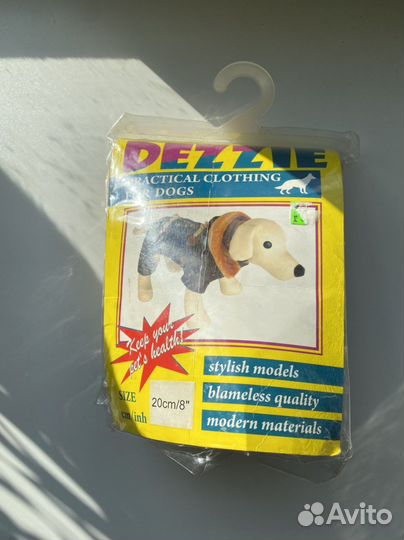 DEZZIE
PRACTICAL CLOTHING
FOR DOGS
Keep your
pet's health!
stylish models
blameless quality
modern materials
SIZE
cm/inh
20cm/8"
Avito